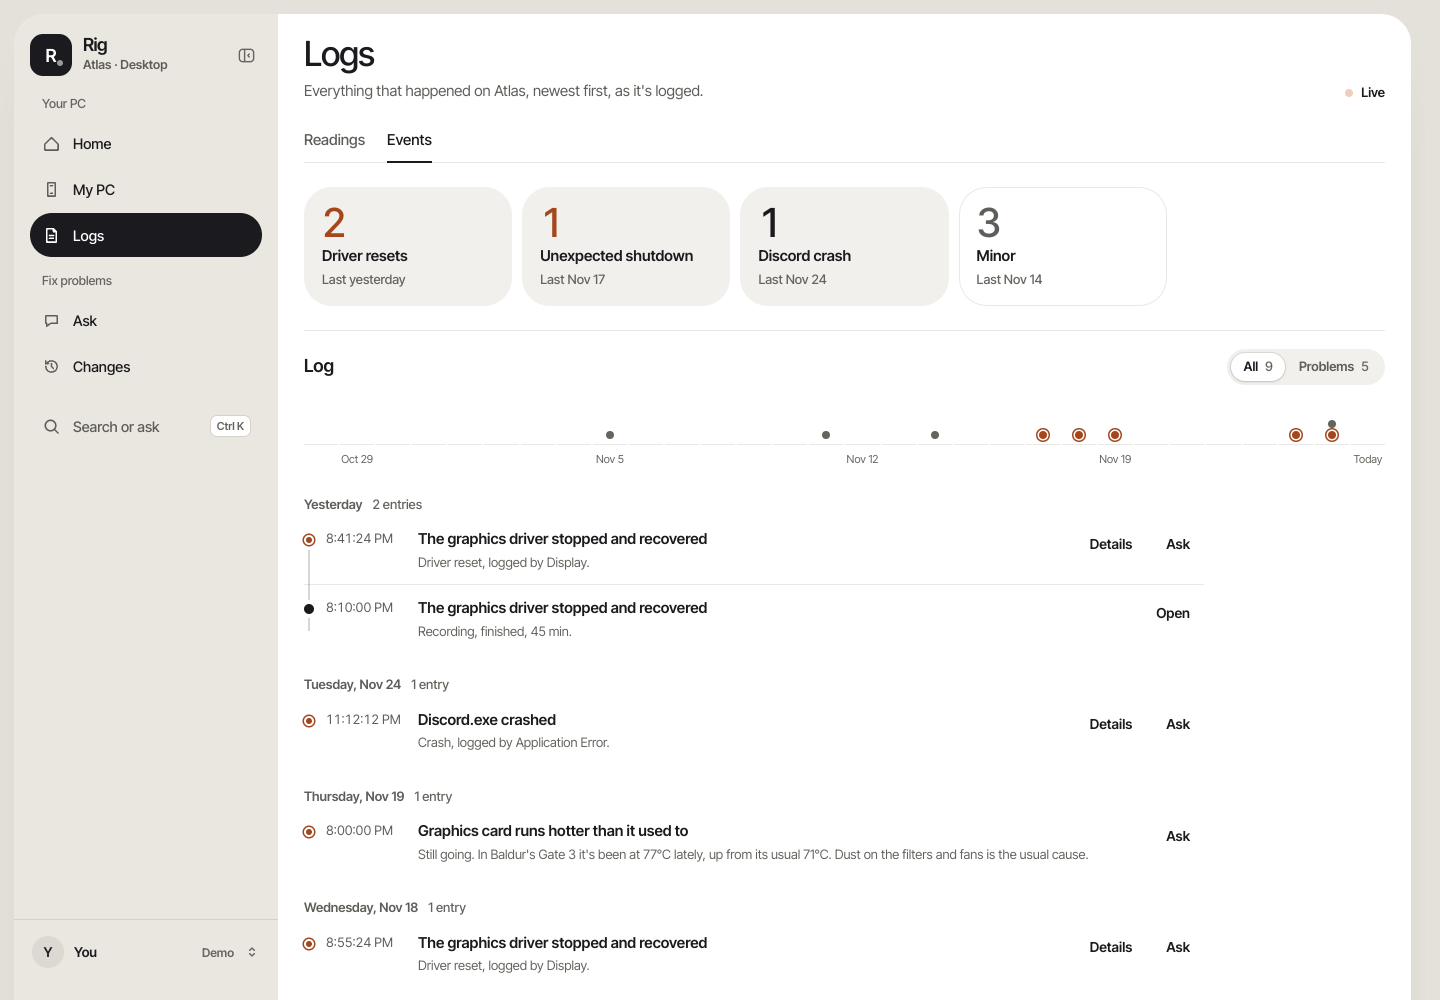 R
Rig
Atlas · Desktop
Your PC
Home
My PC
Logs
Fix problems
Ask
Changes
Search or ask
Ctrl K
Y
You
Demo
Logs
Everything that happened on Atlas, newest first, as it's logged.
Live
Readings
Events
2
Driver resets
Last yesterday
1
Unexpected shutdown
Last Nov 17
1
Discord crash
Last Nov 24
3
Minor
Last Nov 14
Log
All 9
Problems 5
Oct 29
Nov 5
Nov 12
Nov 19
Today
Yesterday 2 entries
8:41:24 PM
The graphics driver stopped and recovered
Details
Ask
Driver reset, logged by Display.
8:10:00 PM
The graphics driver stopped and recovered
Open
Recording, finished, 45 min.
Tuesday, Nov 24 1 entry
11:12:12 PM
Discord.exe crashed
Details
Ask
Crash, logged by Application Error.
Thursday, Nov 19 1 entry
8:00:00 PM
Graphics card runs hotter than it used to
Ask
Still going. In Baldur's Gate 3 it's been at 77°C lately, up from its usual 71°C. Dust on the filters and fans is the usual cause.
Wednesday, Nov 18 1 entry
8:55:24 PM
The graphics driver stopped and recovered
Details
Ask
Driver reset, logged by Display.